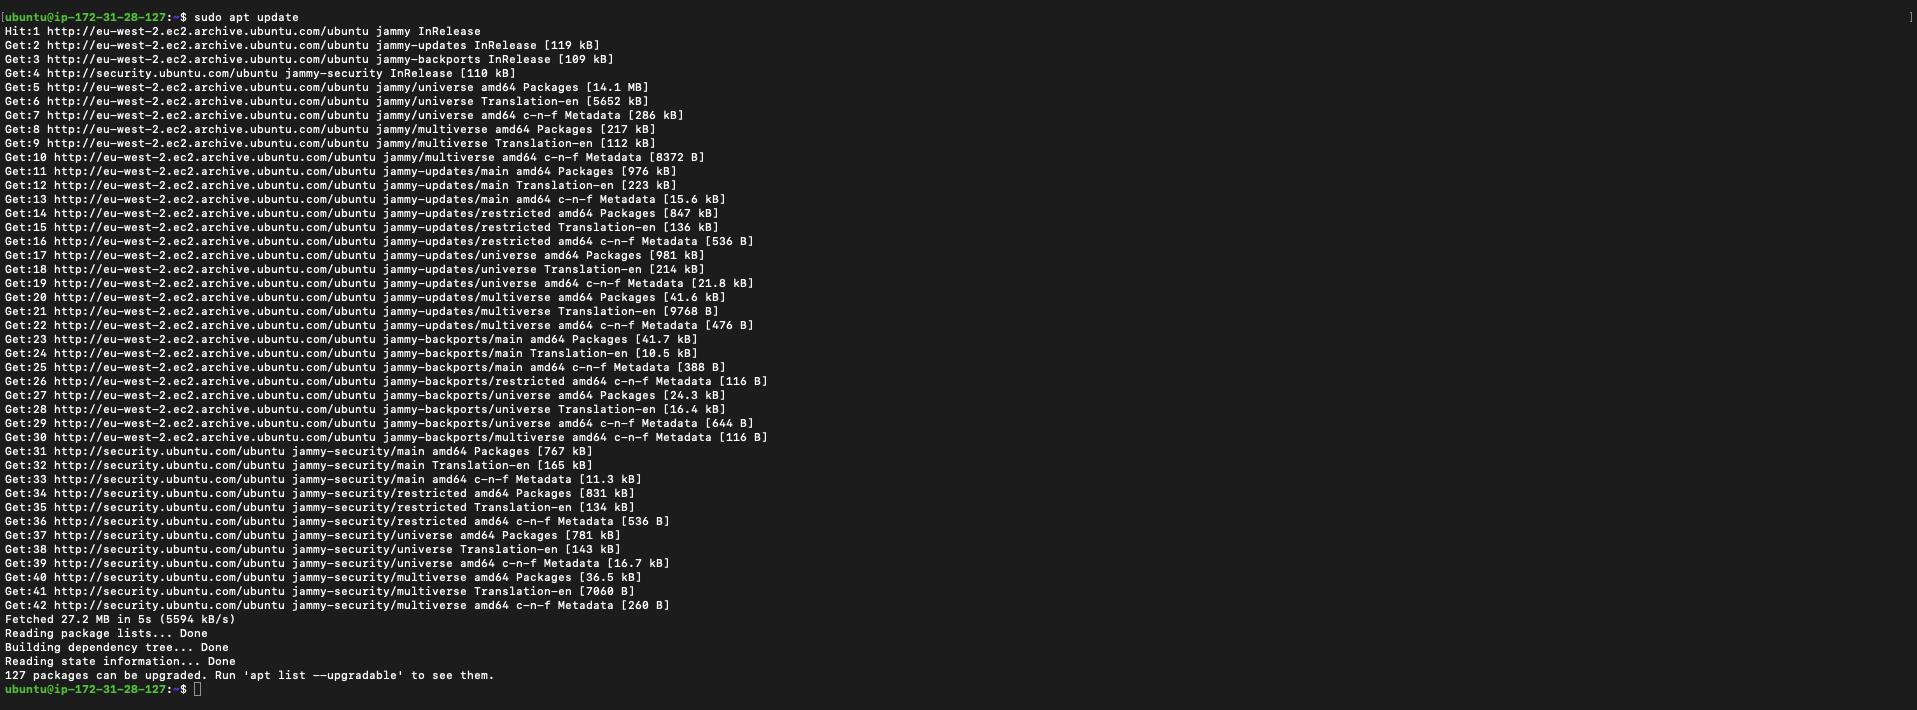 [ubuntu@ip-172-31-28-127:~$ sudo apt update ]
Hit:1 http://eu-west-2.ec2.archive.ubuntu.com/ubuntu jammy InRelease
Get:2 http://eu-west-2.ec2.archive.ubuntu.com/ubuntu jammy-updates InRelease [119 kB]
Get:3 http://eu-west-2.ec2.archive.ubuntu.com/ubuntu jammy-backports InRelease [109 kB]
Get:4 http://security.ubuntu.com/ubuntu jammy-security InRelease [110 kB]
Get:5 http://eu-west-2.ec2.archive.ubuntu.com/ubuntu jammy/universe amd64 Packages [14.1 MB]
Get:6 http://eu-west-2.ec2.archive.ubuntu.com/ubuntu jammy/universe Translation-en [5652 kB]
Get:7 http://eu-west-2.ec2.archive.ubuntu.com/ubuntu jammy/universe amd64 c-n-f Metadata [286 kB]
Get:8 http://eu-west-2.ec2.archive.ubuntu.com/ubuntu jammy/multiverse amd64 Packages [217 kB]
Get:9 http://eu-west-2.ec2.archive.ubuntu.com/ubuntu jammy/multiverse Translation-en [112 kB]
Get:10 http://eu-west-2.ec2.archive.ubuntu.com/ubuntu jammy/multiverse amd64 c-n-f Metadata [8372 B]
Get:11 http://eu-west-2.ec2.archive.ubuntu.com/ubuntu jammy-updates/main amd64 Packages [976 kB]
Get:12 http://eu-west-2.ec2.archive.ubuntu.com/ubuntu jammy-updates/main Translation-en [223 kB]
Get:13 http://eu-west-2.ec2.archive.ubuntu.com/ubuntu jammy-updates/main amd64 c-n-f Metadata [15.6 kB]
Get:14 http://eu-west-2.ec2.archive.ubuntu.com/ubuntu jammy-updates/restricted amd64 Packages [847 kB]
Get:15 http://eu-west-2.ec2.archive.ubuntu.com/ubuntu jammy-updates/restricted Translation-en [136 kB]
Get:16 http://eu-west-2.ec2.archive.ubuntu.com/ubuntu jammy-updates/restricted amd64 c-n-f Metadata [536 B]
Get:17 http://eu-west-2.ec2.archive.ubuntu.com/ubuntu jammy-updates/universe amd64 Packages [981 kB]
Get:18 http://eu-west-2.ec2.archive.ubuntu.com/ubuntu jammy-updates/universe Translation-en [214 kB]
Get:19 http://eu-west-2.ec2.archive.ubuntu.com/ubuntu jammy-updates/universe amd64 c-n-f Metadata [21.8 kB]
Get:20 http://eu-west-2.ec2.archive.ubuntu.com/ubuntu jammy-updates/multiverse amd64 Packages [41.6 kB]
Get:21 http://eu-west-2.ec2.archive.ubuntu.com/ubuntu jammy-updates/multiverse Translation-en [9768 B]
Get:22 http://eu-west-2.ec2.archive.ubuntu.com/ubuntu jammy-updates/multiverse amd64 c-n-f Metadata [476 B]
Get:23 http://eu-west-2.ec2.archive.ubuntu.com/ubuntu jammy-backports/main amd64 Packages [41.7 kB]
Get:24 http://eu-west-2.ec2.archive.ubuntu.com/ubuntu jammy-backports/main Translation-en [10.5 kB]
Get:25 http://eu-west-2.ec2.archive.ubuntu.com/ubuntu jammy-backports/main amd64 c-n-f Metadata [388 B]
Get:26 http://eu-west-2.ec2.archive.ubuntu.com/ubuntu jammy-backports/restricted amd64 c-n-f Metadata [116 B]
Get:27 http://eu-west-2.ec2.archive.ubuntu.com/ubuntu jammy-backports/universe amd64 Packages [24.3 kB]
Get:28 http://eu-west-2.ec2.archive.ubuntu.com/ubuntu jammy-backports/universe Translation-en [16.4 kB]
Get:29 http://eu-west-2.ec2.archive.ubuntu.com/ubuntu jammy-backports/universe amd64 c-n-f Metadata [644 B]
Get:30 http://eu-west-2.ec2.archive.ubuntu.com/ubuntu jammy-backports/multiverse amd64 c-n-f Metadata [116 B]
Get:31 http://security.ubuntu.com/ubuntu jammy-security/main amd64 Packages [767 kB]
Get:32 http://security.ubuntu.com/ubuntu jammy-security/main Translation-en [165 kB]
Get:33 http://security.ubuntu.com/ubuntu jammy-security/main amd64 c-n-f Metadata [11.3 kB]
Get:34 http://security.ubuntu.com/ubuntu jammy-security/restricted amd64 Packages [831 kB]
Get:35 http://security.ubuntu.com/ubuntu jammy-security/restricted Translation-en [134 kB]
Get:36 http://security.ubuntu.com/ubuntu jammy-security/restricted amd64 c-n-f Metadata [536 B]
Get:37 http://security.ubuntu.com/ubuntu jammy-security/universe amd64 Packages [781 kB]
Get:38 http://security.ubuntu.com/ubuntu jammy-security/universe Translation-en [143 kB]
Get:39 http://security.ubuntu.com/ubuntu jammy-security/universe amd64 c-n-f Metadata [16.7 kB]
Get:40 http://security.ubuntu.com/ubuntu jammy-security/multiverse amd64 Packages [36.5 kB]
Get:41 http://security.ubuntu.com/ubuntu jammy-security/multiverse Translation-en [7060 B]
Get:42 http://security.ubuntu.com/ubuntu jammy-security/multiverse amd64 c-n-f Metadata [260 B]
Fetched 27.2 MB in 5s (5594 kB/s)
Reading package lists... Done
Building dependency tree... Done
Reading state information... Done
127 packages can be upgraded. Run 'apt list --upgradable' to see them.
ubuntu@ip-172-31-28-127:~$